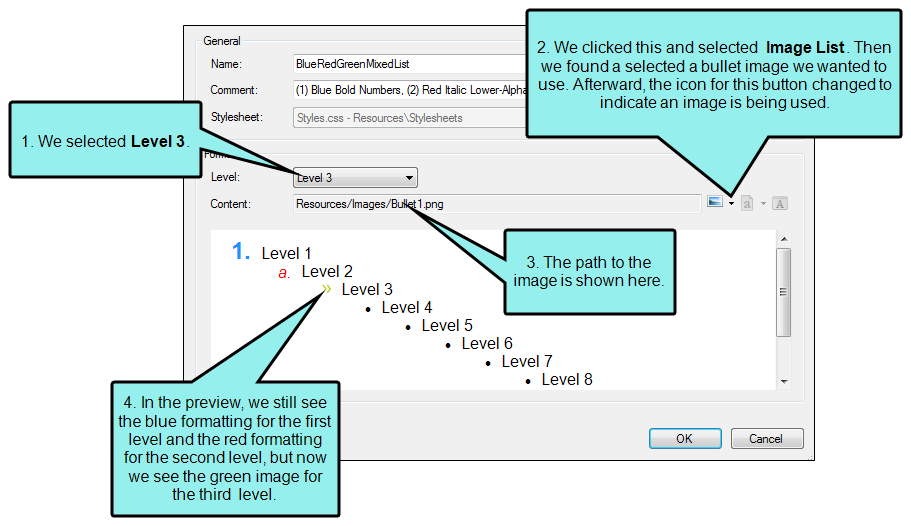 General
Name:
BlueRedGreenMixedList
Comment:
(1) Blue Bold Numbers, (2) Red Italic Lower-Alpha
Stylesheet:
Styles.css - Resources\Stylesheets
2. We clicked this and selected Image List. Then
we found a selected a bullet image we wanted to
use. Afterward, the icon for this button changed to
indicate an image is being used.
1. We selected Level 3.
Level:
Level 3
Content:
Resources/Images/Bullet1.png
a
A
3. The path to the
image is shown here.
1. Level 1
a. Level 2
» Level 3
• Level 4
• Level 5
• Level 6
• Level 7
• Level 8
4. In the preview, we still see
the blue formatting for the first
level and the red formatting
for the second level, but now
we see the green image for
the third level.
OK
Cancel